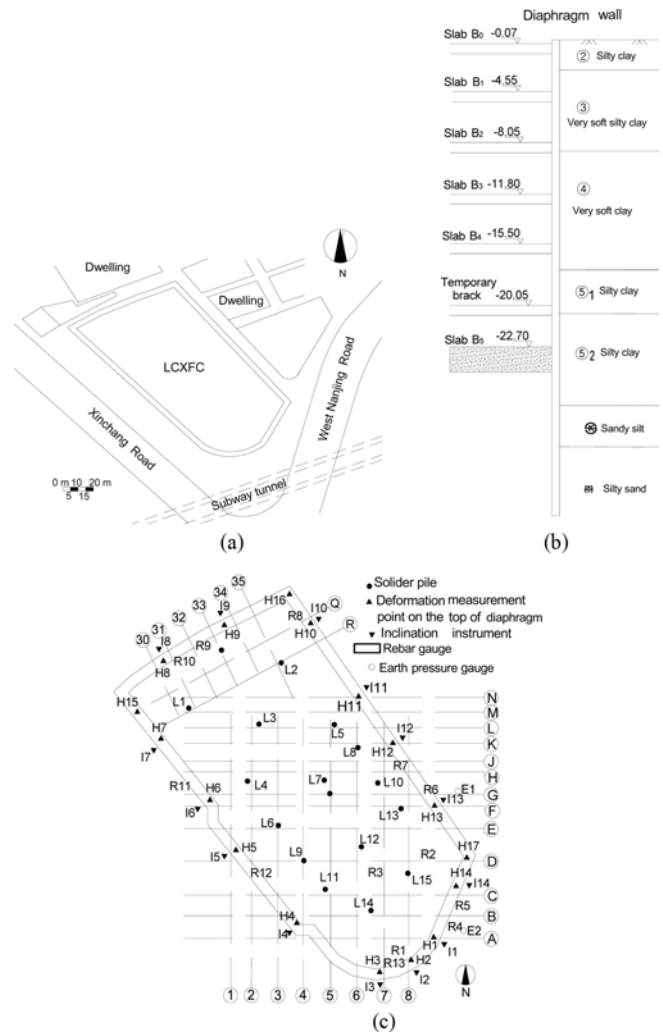 Diaphragm wall
Slab B0 -0.07
② Silty clay
Slab B1 -4.55
③
Very soft silty clay
Slab B2 -8.05
Slab B3 -11.80
④
Very soft clay
Slab B4 -15.50
Temporary
brack
-20.05
⑤1 Silty clay
Slab B5 -22.70
⑤2 Silty clay
Sandy silt
Silty sand
N
Dwelling
Dwelling
LCXFC
West Nanjing Road
Xinchang Road
0 m 10 20 m
5 15
Subway tunnel
(a)
(b)
Solider pile
Deformation measurement
point on the top of diaphragm
Inclination instrument
Rebar gauge
Earth pressure gauge
30 31 32 33 34 35
I8 I9 H16 I10 Q
R8 H10 R
H8 R10 R9 H9
L2
H15 L1 I11 N
H11 M
H7 L3 L5 I12 L
I7 L8 H12 K
R7 J
R11 L4 L7 L10 H
H6 R6 E1 G
I6 L13 H13 I13 F
L6 E
I5 H5 L12 H17
R12 L9 R3 R2 D
L11 L15 H14 I14
C
L14 R5
H4 B
I4 R4 E2
R1 H1 A
H3 R13 H2 I1
I3 I2
1 2 3 4 5 6 7 8
N
(c)